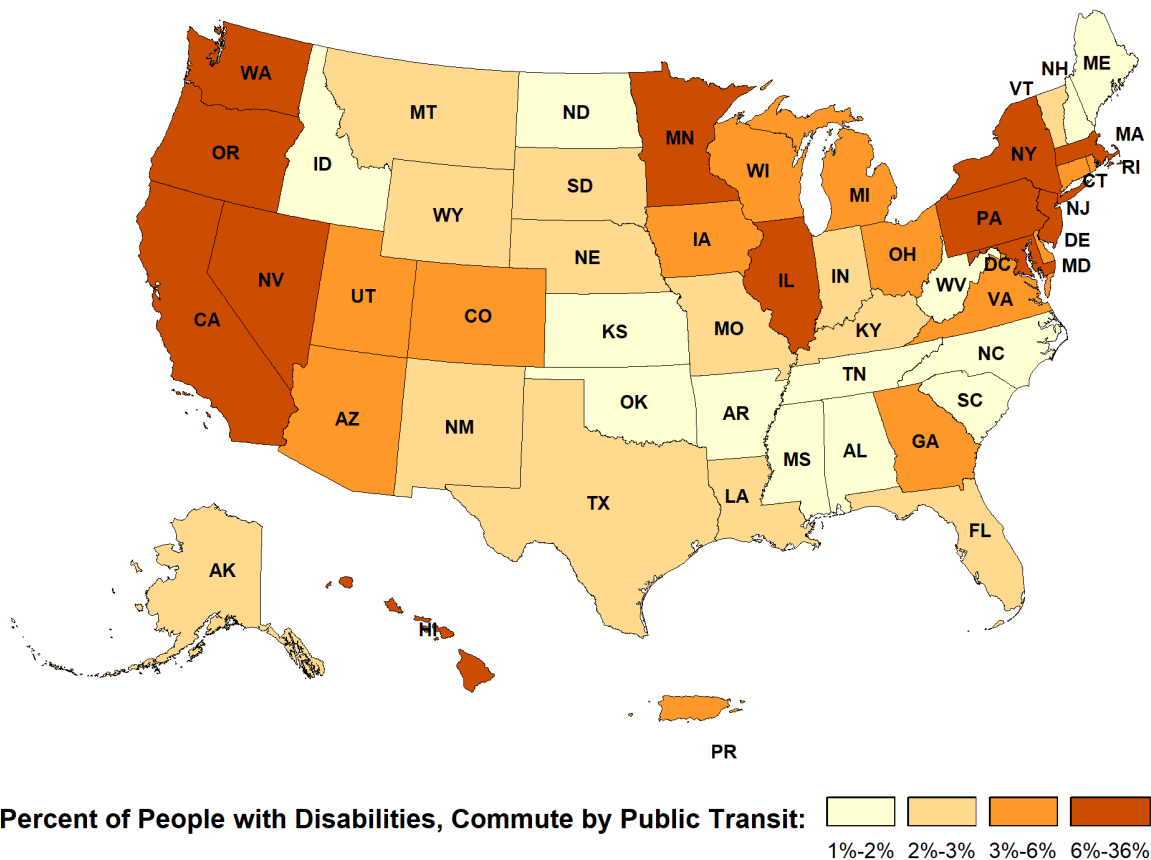 ME
NH
VT
WA
MT
ND
MN
MA
OR
ID
SD
WI
MI
NY
RI
CT
WY
NJ
PA
IA
NE
OH
DE
IN
DC
MD
NV
IL
WV
UT
VA
CO
CA
KS
MO
KY
NC
TN
OK
SC
AR
AZ
NM
GA
MS
AL
LA
TX
FL
AK
HI
PR
Percent of People with Disabilities, Commute by Public Transit:
1%-2% 2%-3% 3%-6% 6%-36%